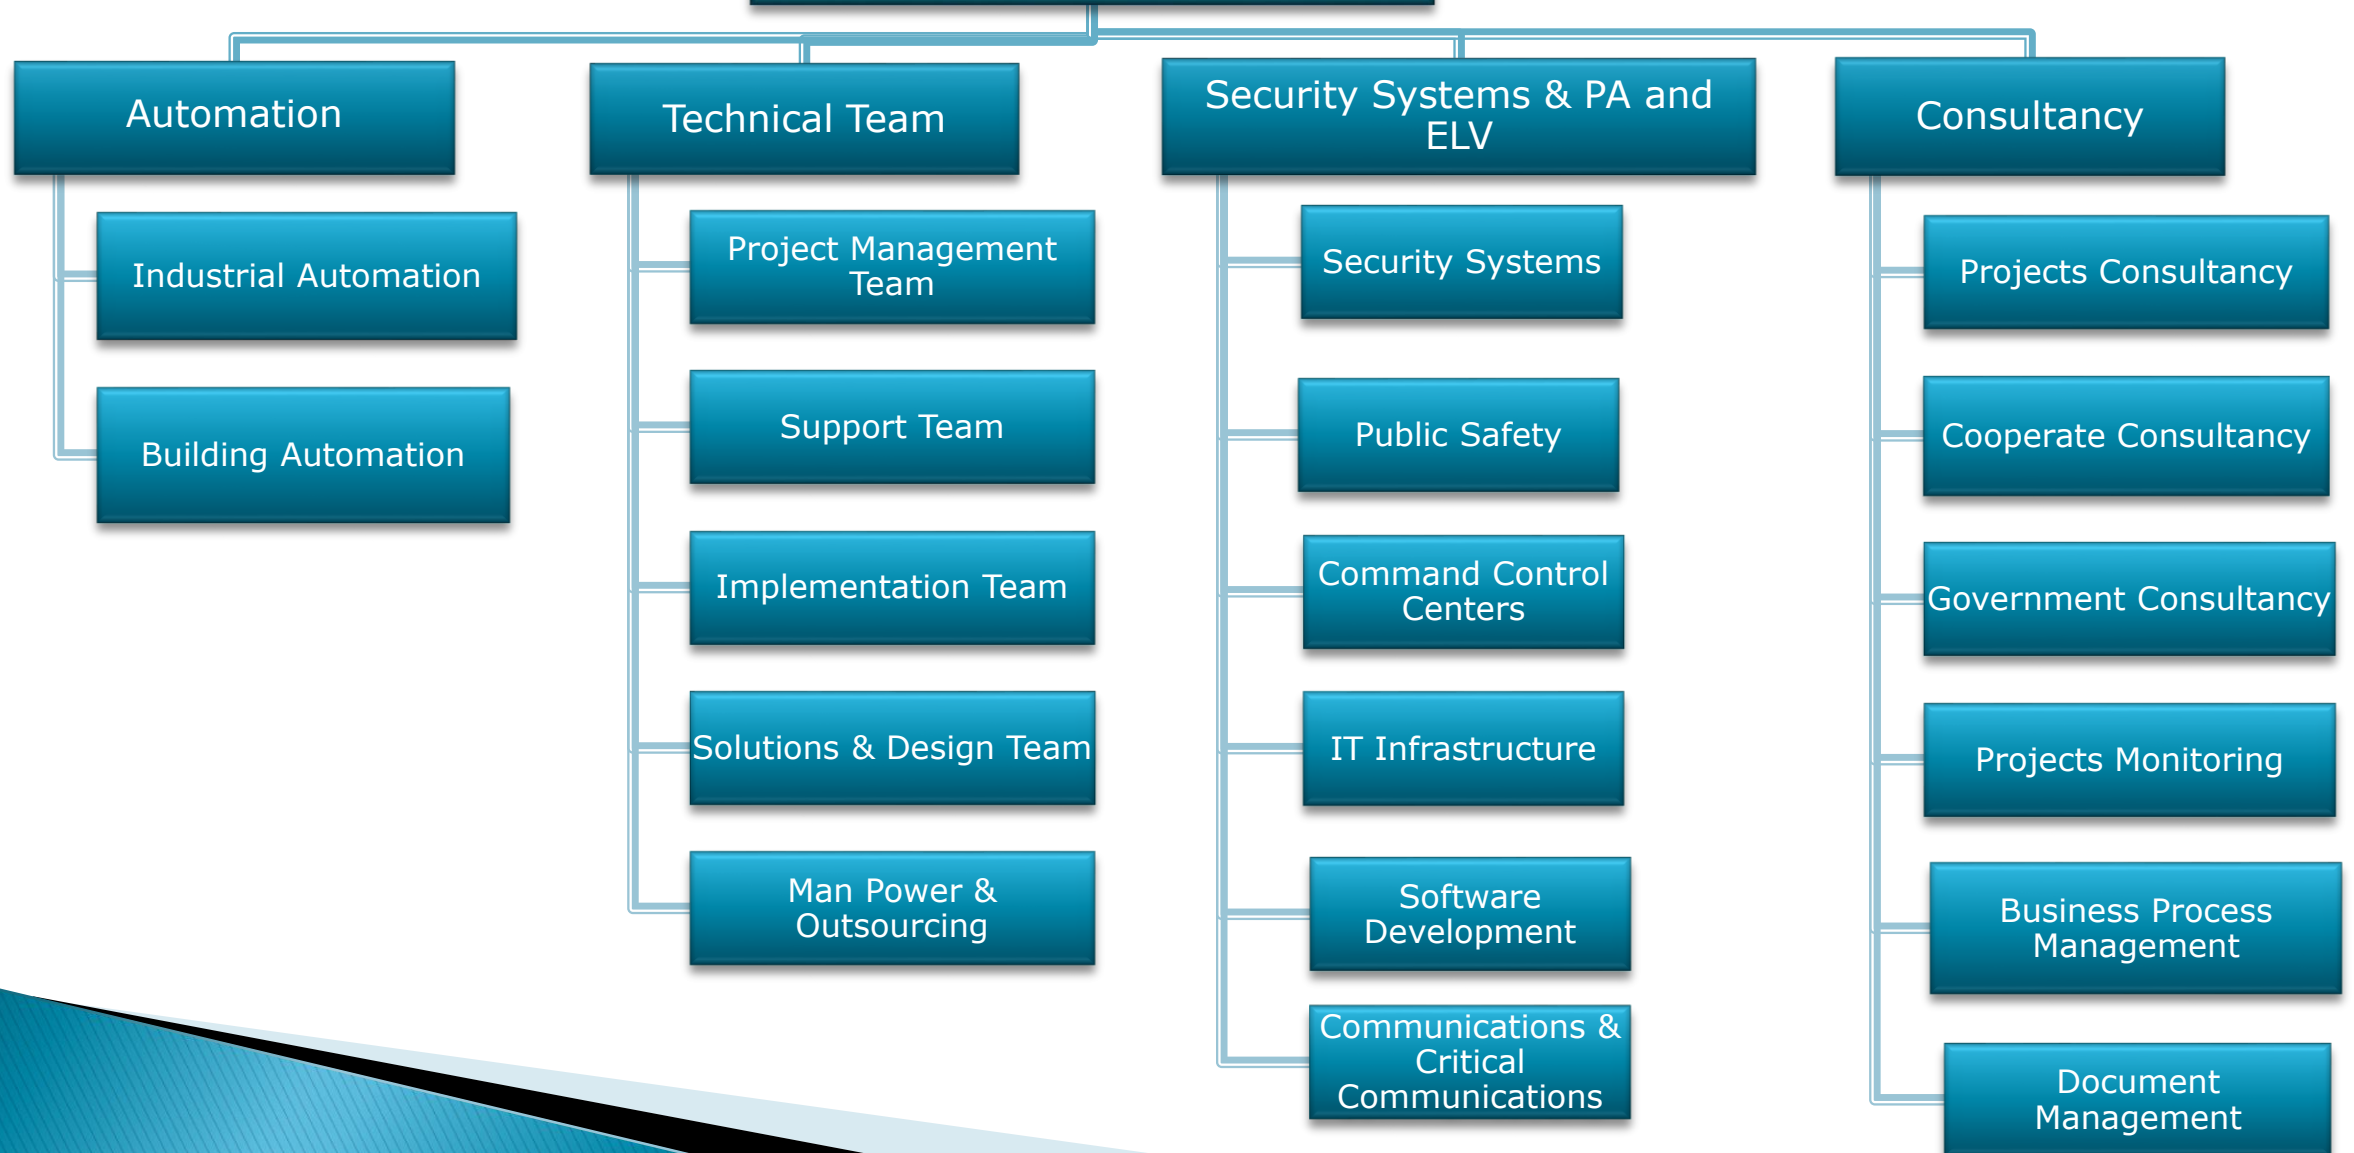 Automation
Industrial Automation
Building Automation
Technical Team
Project Management
Team
Support Team
Implementation Team
Solutions & Design Team
Man Power &
Outsourcing
Security Systems & PA and
ELV
Security Systems
Public Safety
Command Control
Centers
IT Infrastructure
Software
Development
Communications &
Critical
Communications
Consultancy
Projects Consultancy
Cooperate Consultancy
Government Consultancy
Projects Monitoring
Business Process
Management
Document
Management